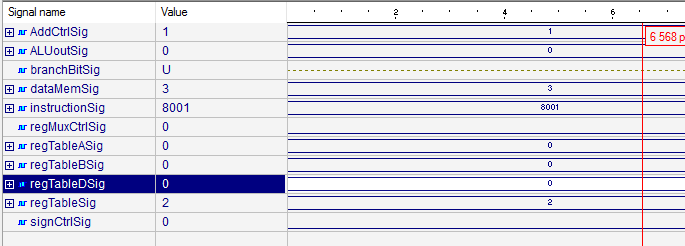 Signal name Value 2 4 6
AddCtrlSig 1 1 6 568 p
ALUoutSig 0 0
branchBitSig U
dataMemSig 3 3
instructionSig 8001 8001
regMuxCtrlSig 0
regTableASig 0 0
regTableBSig 0 0
regTableDSig 0 0
regTableSig 2 2
signCtrlSig 0